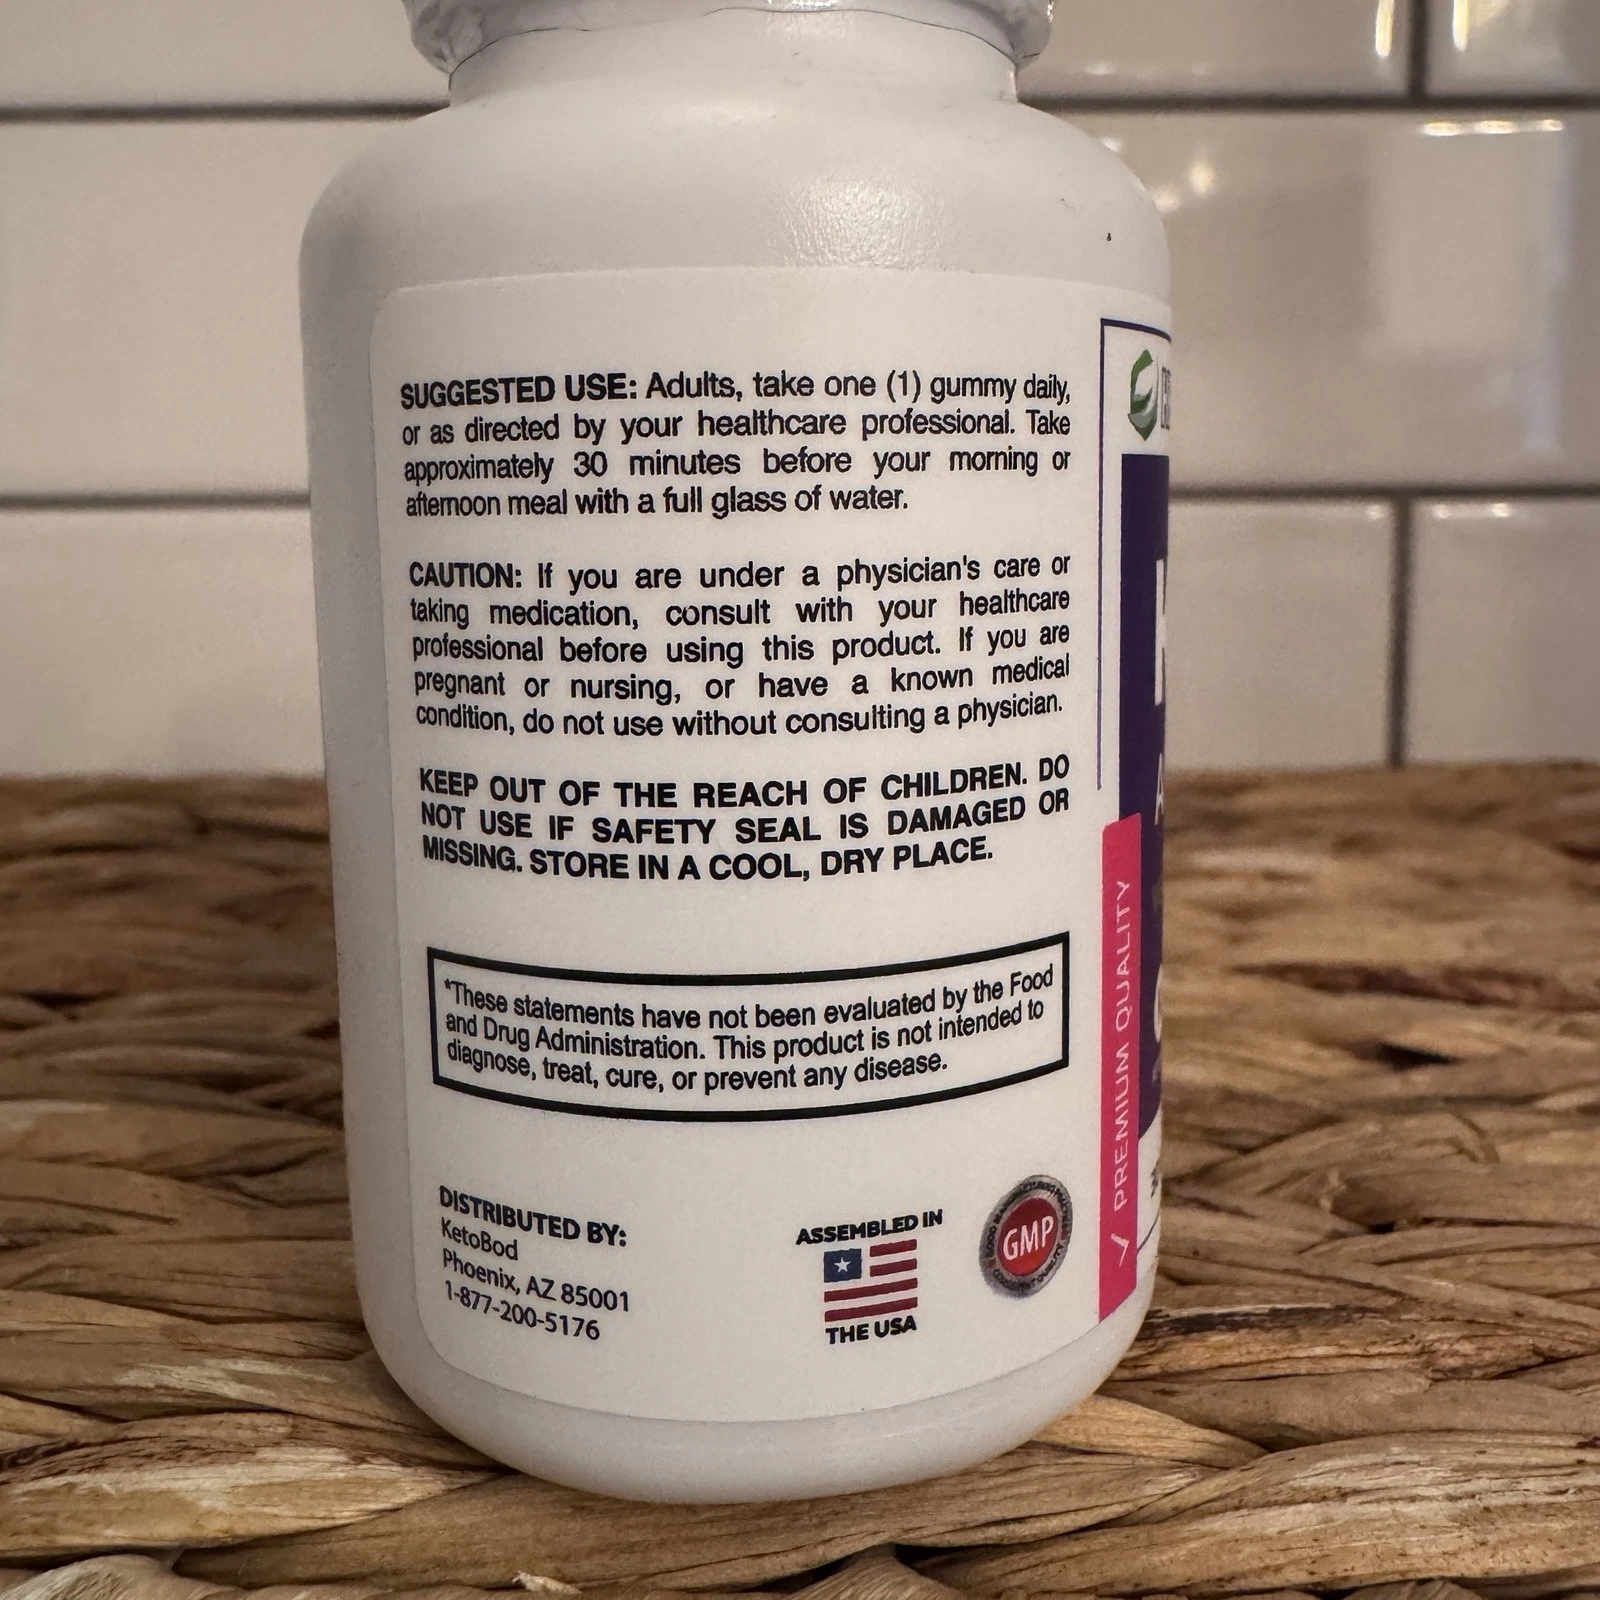 SUGGESTED USE: Adults, take one (1) gummy daily,
or as directed by your healthcare professional. Take
approximately 30 minutes before your morning or
afternoon meal with a full glass of water.
CAUTION: If you are under a physician's care or
taking medication, consult with your healthcare
professional before using this product. If you are
pregnant or nursing, or have a known medical
condition, do not use without consulting a physician.
KEEP OUT OF THE REACH OF CHILDREN. DO
NOT USE IF SAFETY SEAL IS DAMAGED OR
MISSING. STORE IN A COOL, DRY PLACE.
*These statements have not been evaluated by the Food
and Drug Administration. This product is not intended to
diagnose, treat, cure, or prevent any disease.
DISTRIBUTED BY:
KetoBod
Phoenix, AZ 85001
1-877-200-5176
ASSEMBLED IN
THE USA
GMP
✓ PREMIUM QUALITY